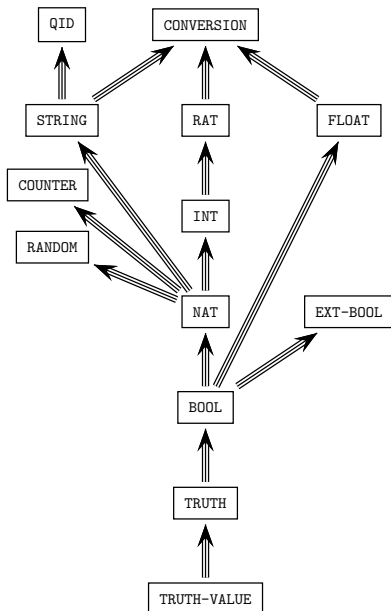 QID
CONVERSION
STRING
RAT
FLOAT
COUNTER
INT
RANDOM
NAT
EXT-BOOL
BOOL
TRUTH
TRUTH-VALUE